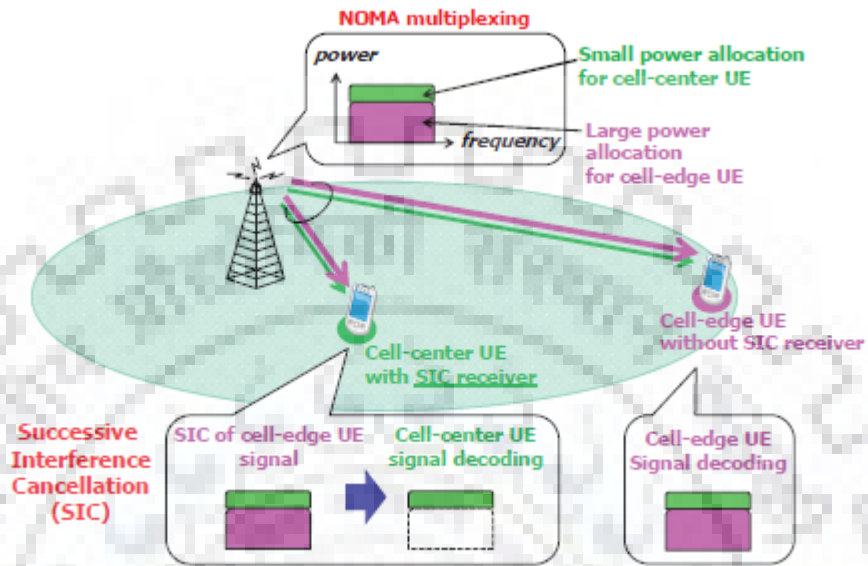 NOMA multiplexing
power
frequency
Small power allocation
for cell-center UE
Large power
allocation
for cell-edge UE
Cell-edge UE
without SIC receiver
Cell-center UE
with SIC receiver
Successive
Interference
Cancellation
(SIC)
SIC of cell-edge UE
signal
Cell-center UE
signal decoding
Cell-edge UE
Signal decoding